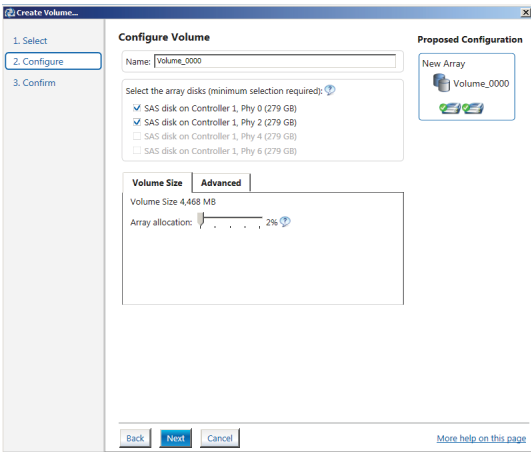 Create Volume...
1. Select
2. Configure
3. Confirm
Configure Volume
Name: Volume_0000
Select the array disks (minimum selection required):
SAS disk on Controller 1, Phy 0 (279 GB)
SAS disk on Controller 1, Phy 2 (279 GB)
SAS disk on Controller 1, Phy 4 (279 GB)
SAS disk on Controller 1, Phy 6 (279 GB)
Volume Size Advanced
Volume Size 4,468 MB
Array allocation: 2%
Proposed Configuration
New Array
Volume_0000
Back Next Cancel
More help on this page